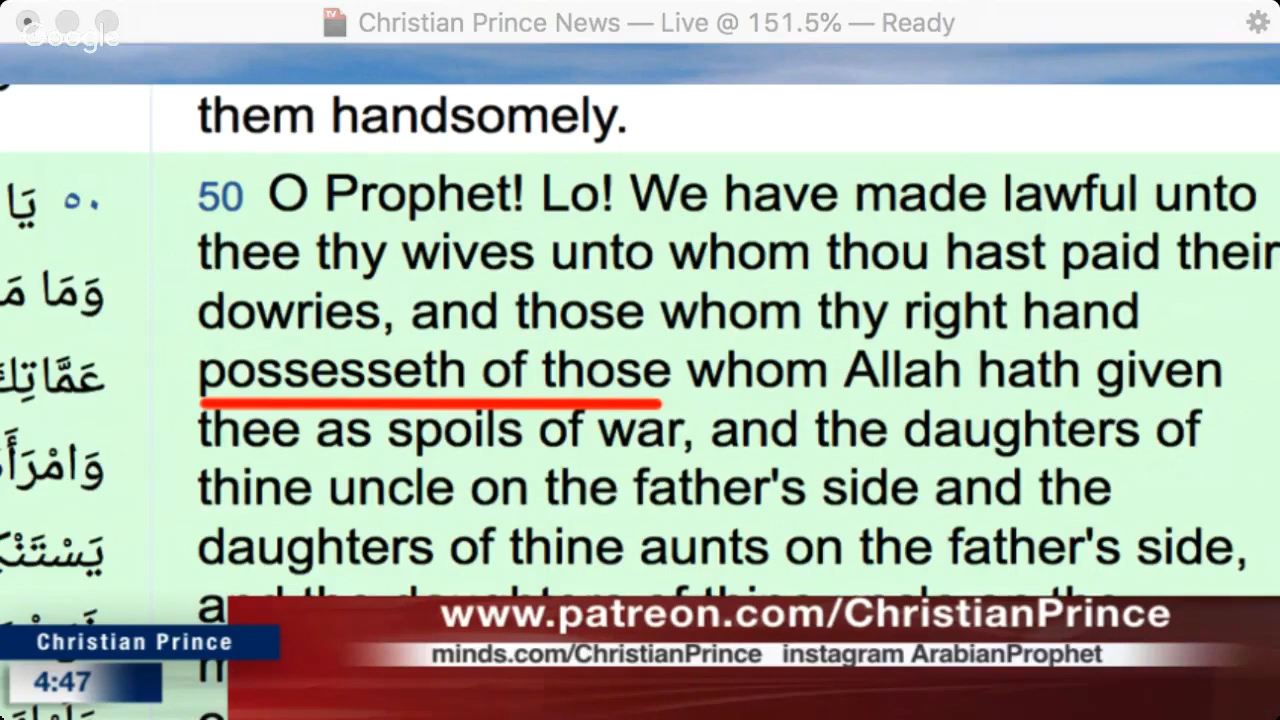 Christian Prince News — Live @ 151.5% — Ready
Google
them handsomely.
يَا ٥٠
50 O Prophet! Lo! We have made lawful unto
thee thy wives unto whom thou hast paid their
وَمَا
dowries, and those whom thy right hand
possesseth of those whom Allah hath given
عَمَّاتِكَ
thee as spoils of war, and the daughters of
thine uncle on the father's side and the
daughters of thine aunts on the father's side,
www.patreon.com/ChristianPrince
Christian Prince
minds.com/ChristianPrince instagram ArabianProphet
4:47